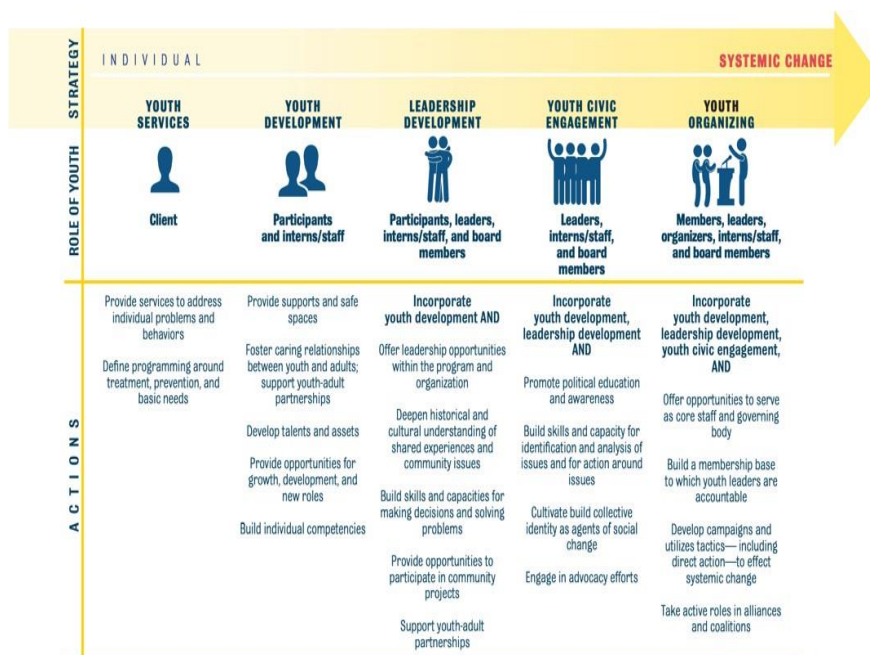 STRATEGY
INDIVIDUAL
SYSTEMIC CHANGE
YOUTH
SERVICES
YOUTH
DEVELOPMENT
LEADERSHIP
DEVELOPMENT
YOUTH CIVIC
ENGAGEMENT
YOUTH
ORGANIZING
ROLE OF YOUTH
Client
Participants
and interns/staff
Participants, leaders,
interns/staff, and board
members
Leaders,
interns/staff,
and board
members
Members, leaders,
organizers, interns/staff,
and board members
ACTIONS
Provide services to address
individual problems and
behaviors
Define programming around
treatment, prevention, and
basic needs
Provide supports and safe
spaces
Foster caring relationships
between youth and adults;
support youth-adult
partnerships
Develop talents and assets
Provide opportunities for
growth, development, and
new roles
Build individual competencies
Incorporate
youth development AND
Offer leadership opportunities
within the program and
organization
Deepen historical and
cultural understanding of
shared experiences and
community issues
Build skills and capacities for
making decisions and solving
problems
Provide opportunities to
participate in community
projects
Support youth-adult
partnerships
Incorporate
youth development,
leadership development
AND
Promote political education
and awareness
Build skills and capacity for
identification and analysis of
issues and for action around
issues
Cultivate build collective
identity as agents of social
change
Engage in advocacy efforts
Incorporate
youth development,
leadership development,
youth civic engagement,
AND
Offer opportunities to serve
as core staff and governing
body
Build a membership base
to which youth leaders are
accountable
Develop campaigns and
utilizes tactics— including
direct action—to effect
systemic change
Take active roles in alliances
and coalitions